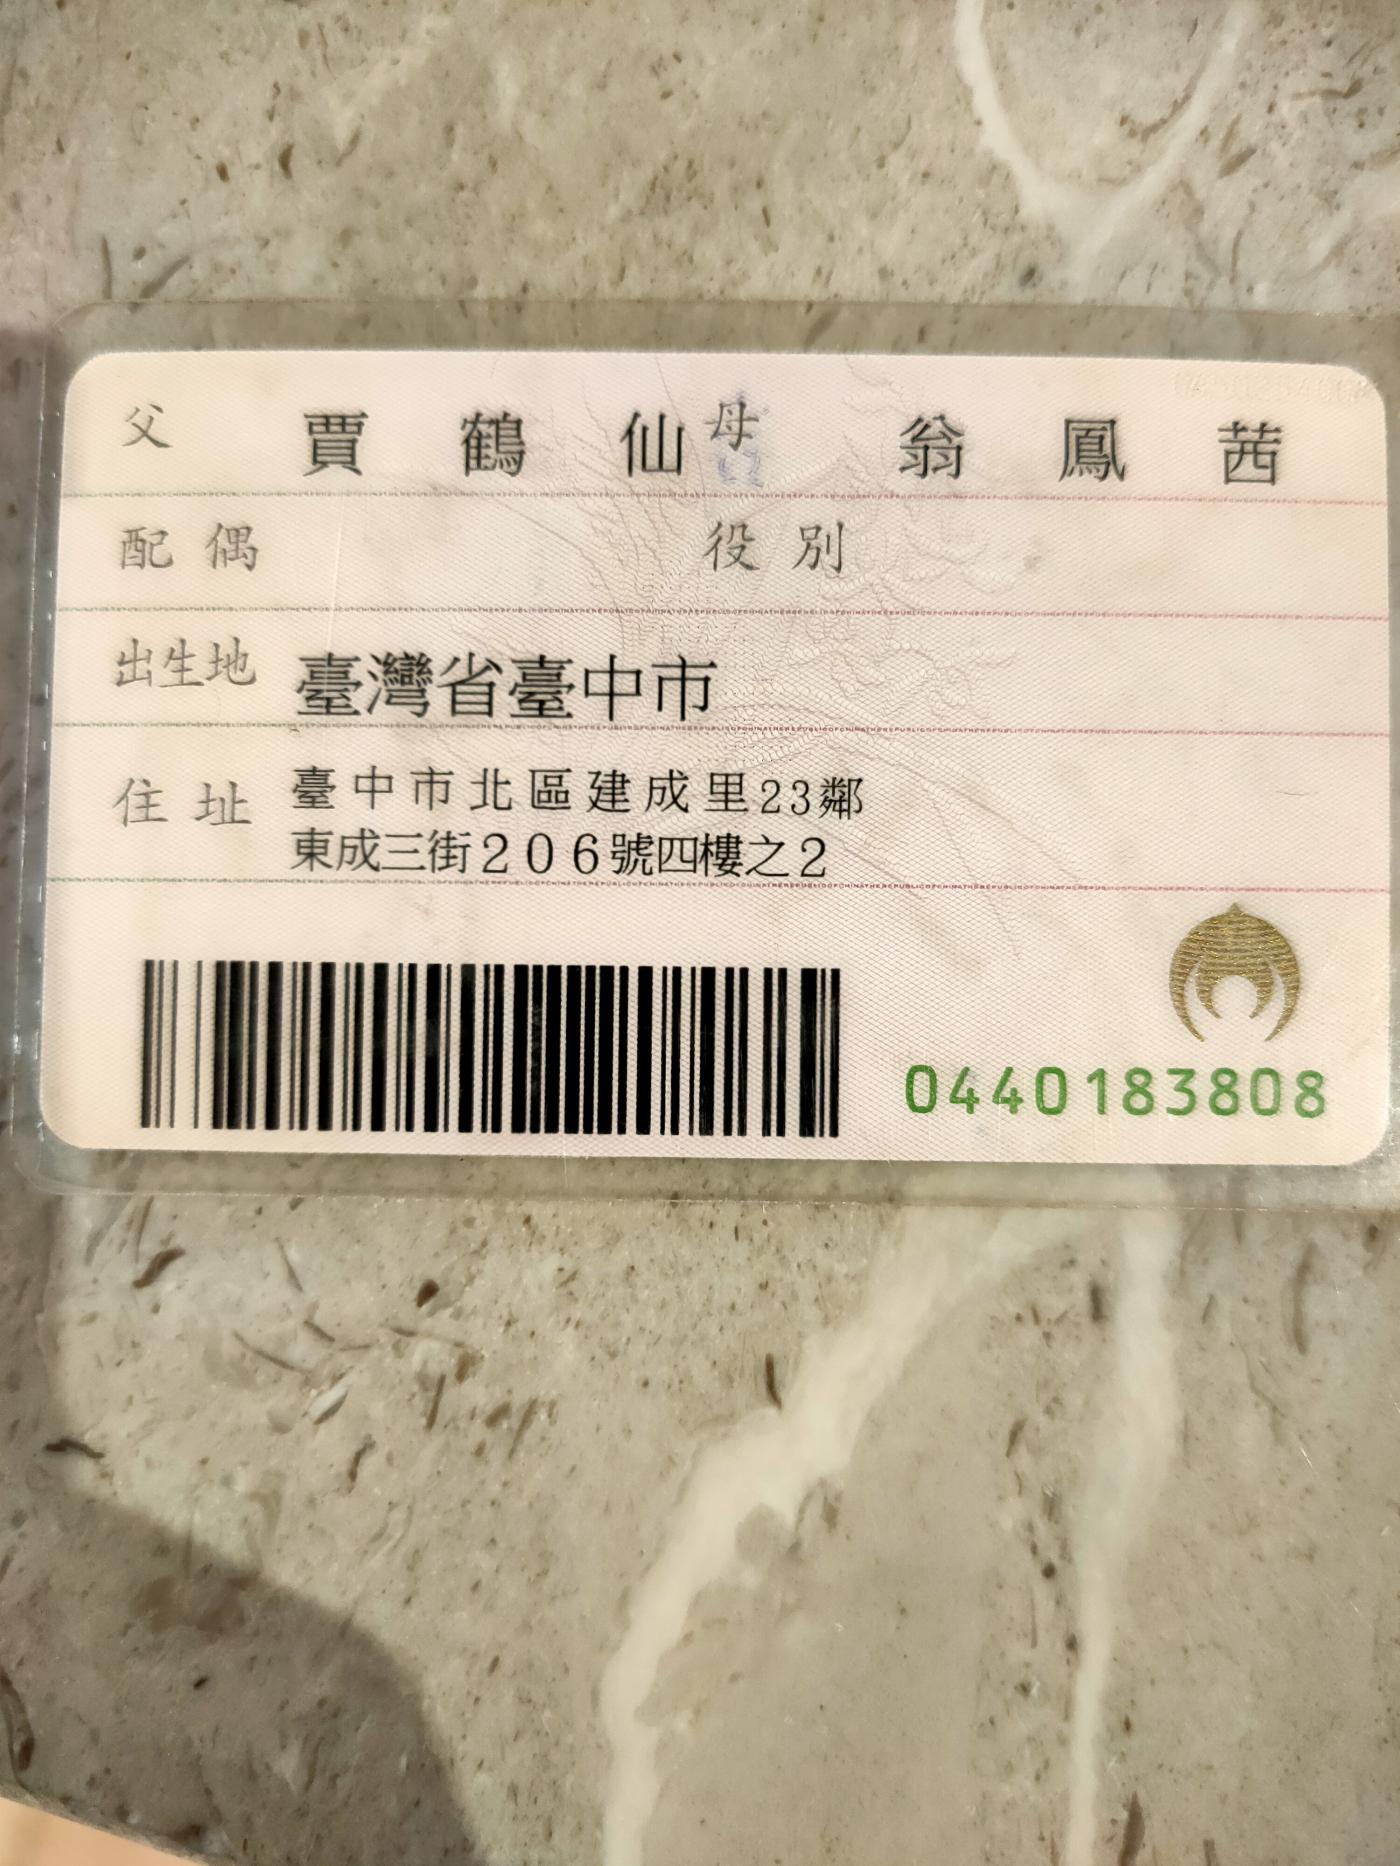 父 賈鶴仙 母 翁鳳茜
配偶 役別
出生地 臺灣省臺中市
住址 臺中市北區建成里23鄰
東成三街206號四樓之2
0440183808